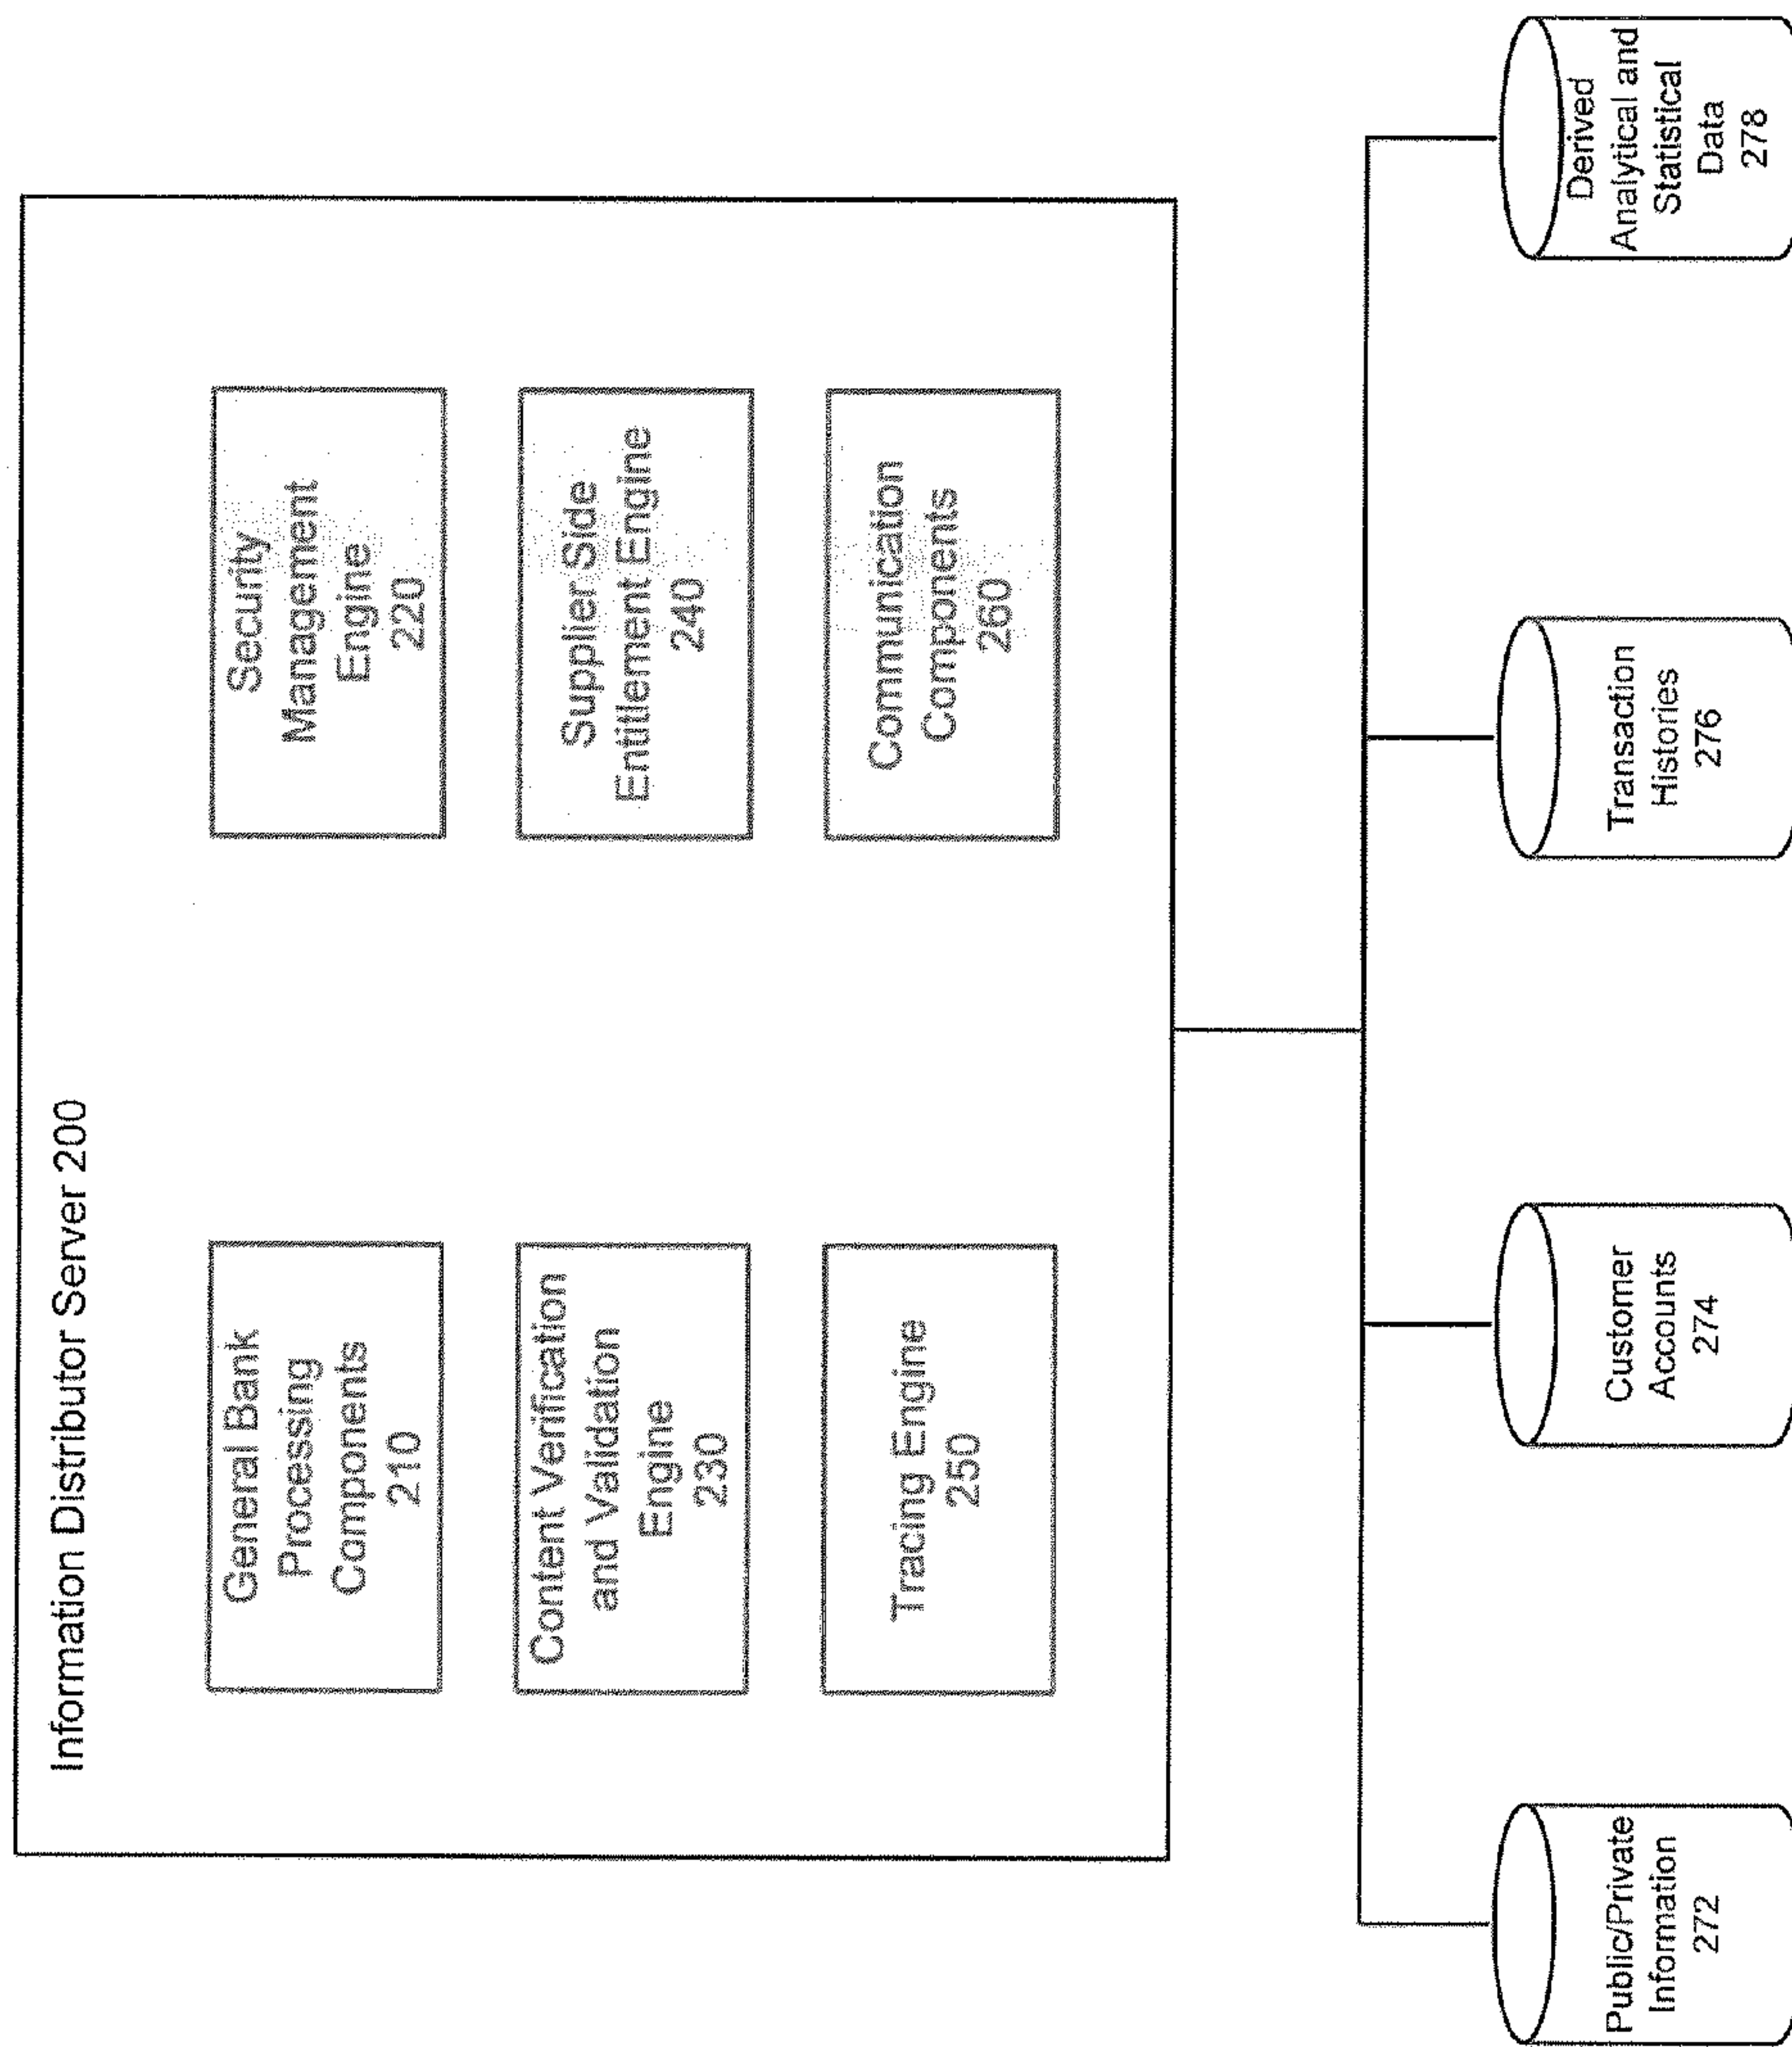 Information Distributor Server 200
General Bank
Processing
Components
210
Security
Management
Engine
220
Content Verification
and Validation
Engine
230
Supplier Side
Entitlement Engine
240
Tracing Engine
250
Communication
Components
260
Public/Private
Information
272
Customer
Accounts
274
Transaction
Histories
276
Derived
Analytical and
Statistical
Data
278